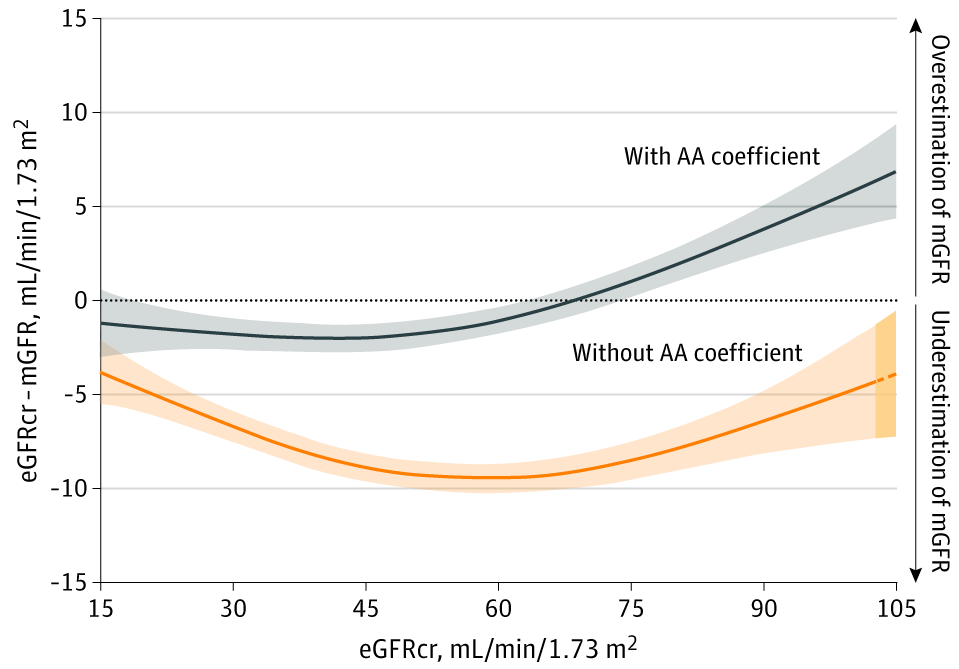 15
10
5
0
-5
-10
-15
eGFRcr - mGFR, mL/min/1.73 m²
With AA coefficient
Without AA coefficient
Overestimation of mGFR
Underestimation of mGFR
15 30 45 60 75 90 105
eGFRcr, mL/min/1.73 m²